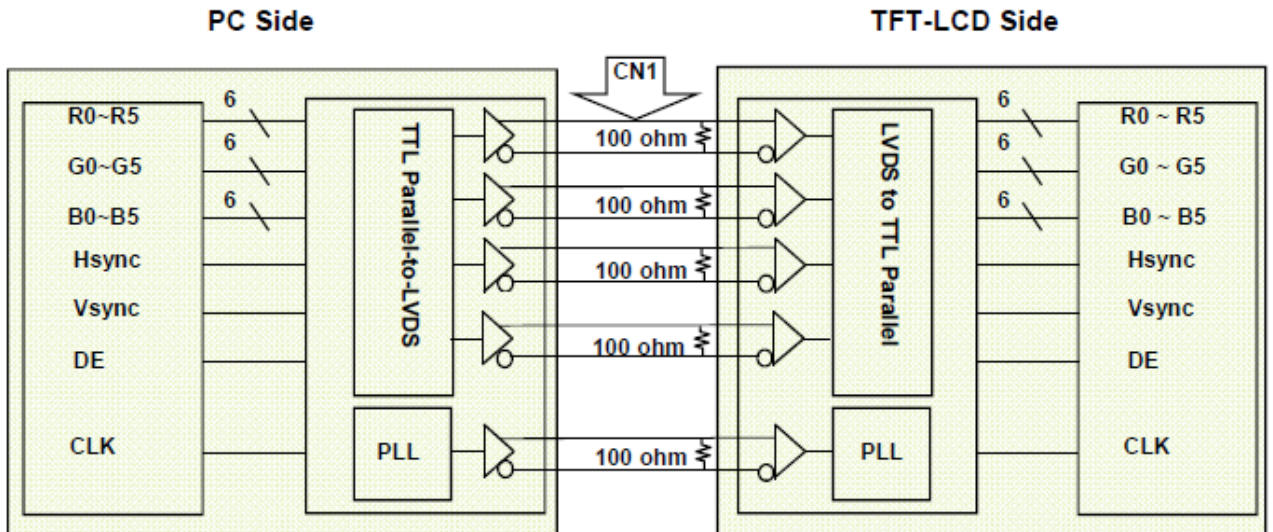 PC Side
TFT-LCD Side
CN1
R0~R5
6
G0~G5
6
B0~B5
6
Hsync
Vsync
DE
CLK
TTL Parallel-to-LVDS
PLL
100 ohm
100 ohm
100 ohm
100 ohm
100 ohm
LVDS to TTL Parallel
PLL
6
R0 ~ R5
6
G0 ~ G5
6
B0 ~ B5
Hsync
Vsync
DE
CLK